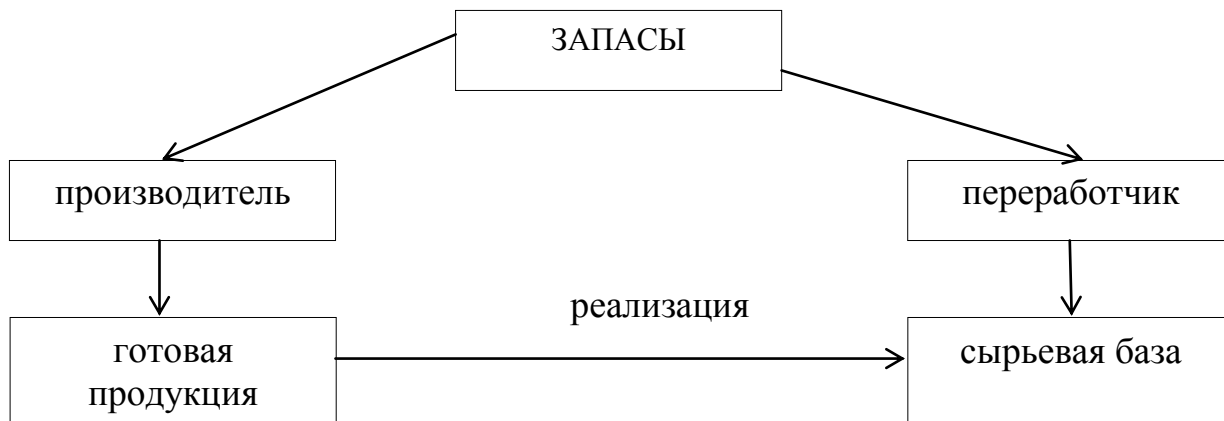 ЗАПАСЫ
производитель
переработчик
реализация
готовая
продукция
сырьевая база